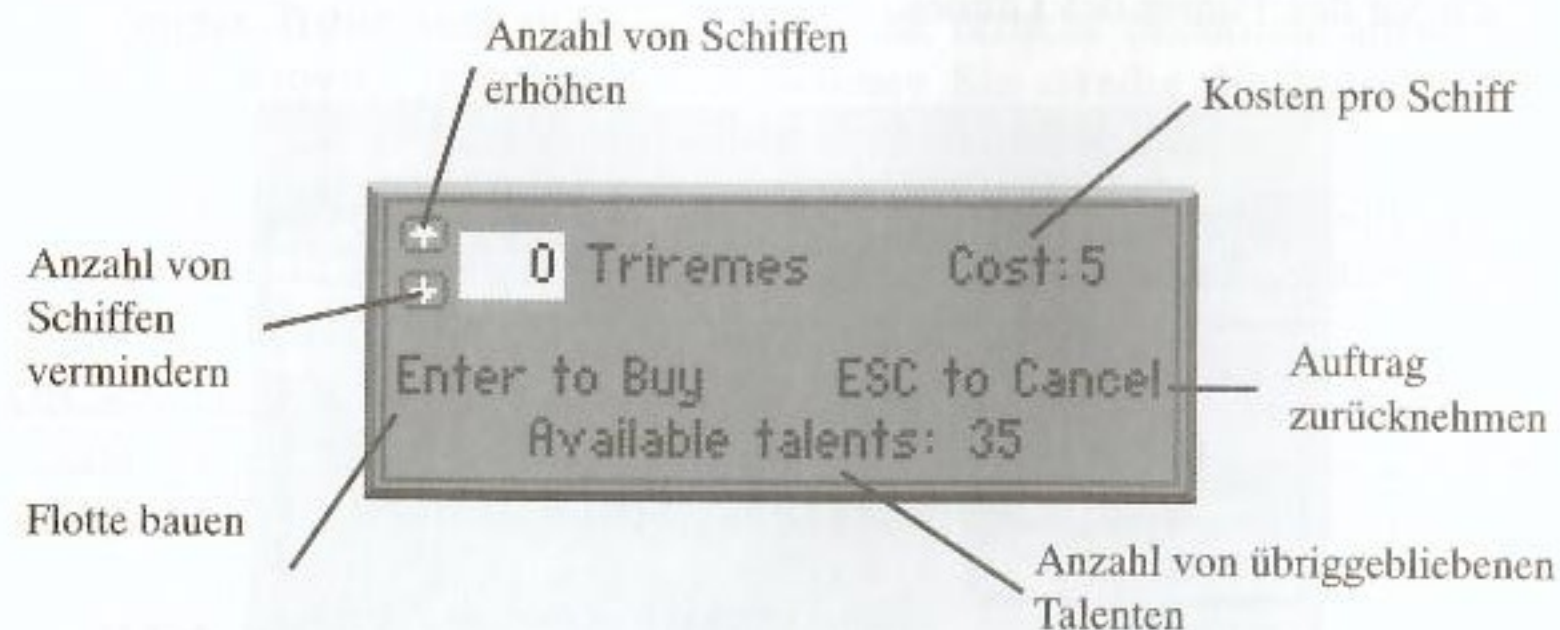 Anzahl von Schiffen
erhöhen
Kosten pro Schiff
Anzahl von
Schiffen
vermindern
0 Triremes Cost:5
Enter to Buy ESC to Cancel
Available talents: 35
Auftrag
zurücknehmen
Flotte bauen
Anzahl von übriggebliebenen
Talenten